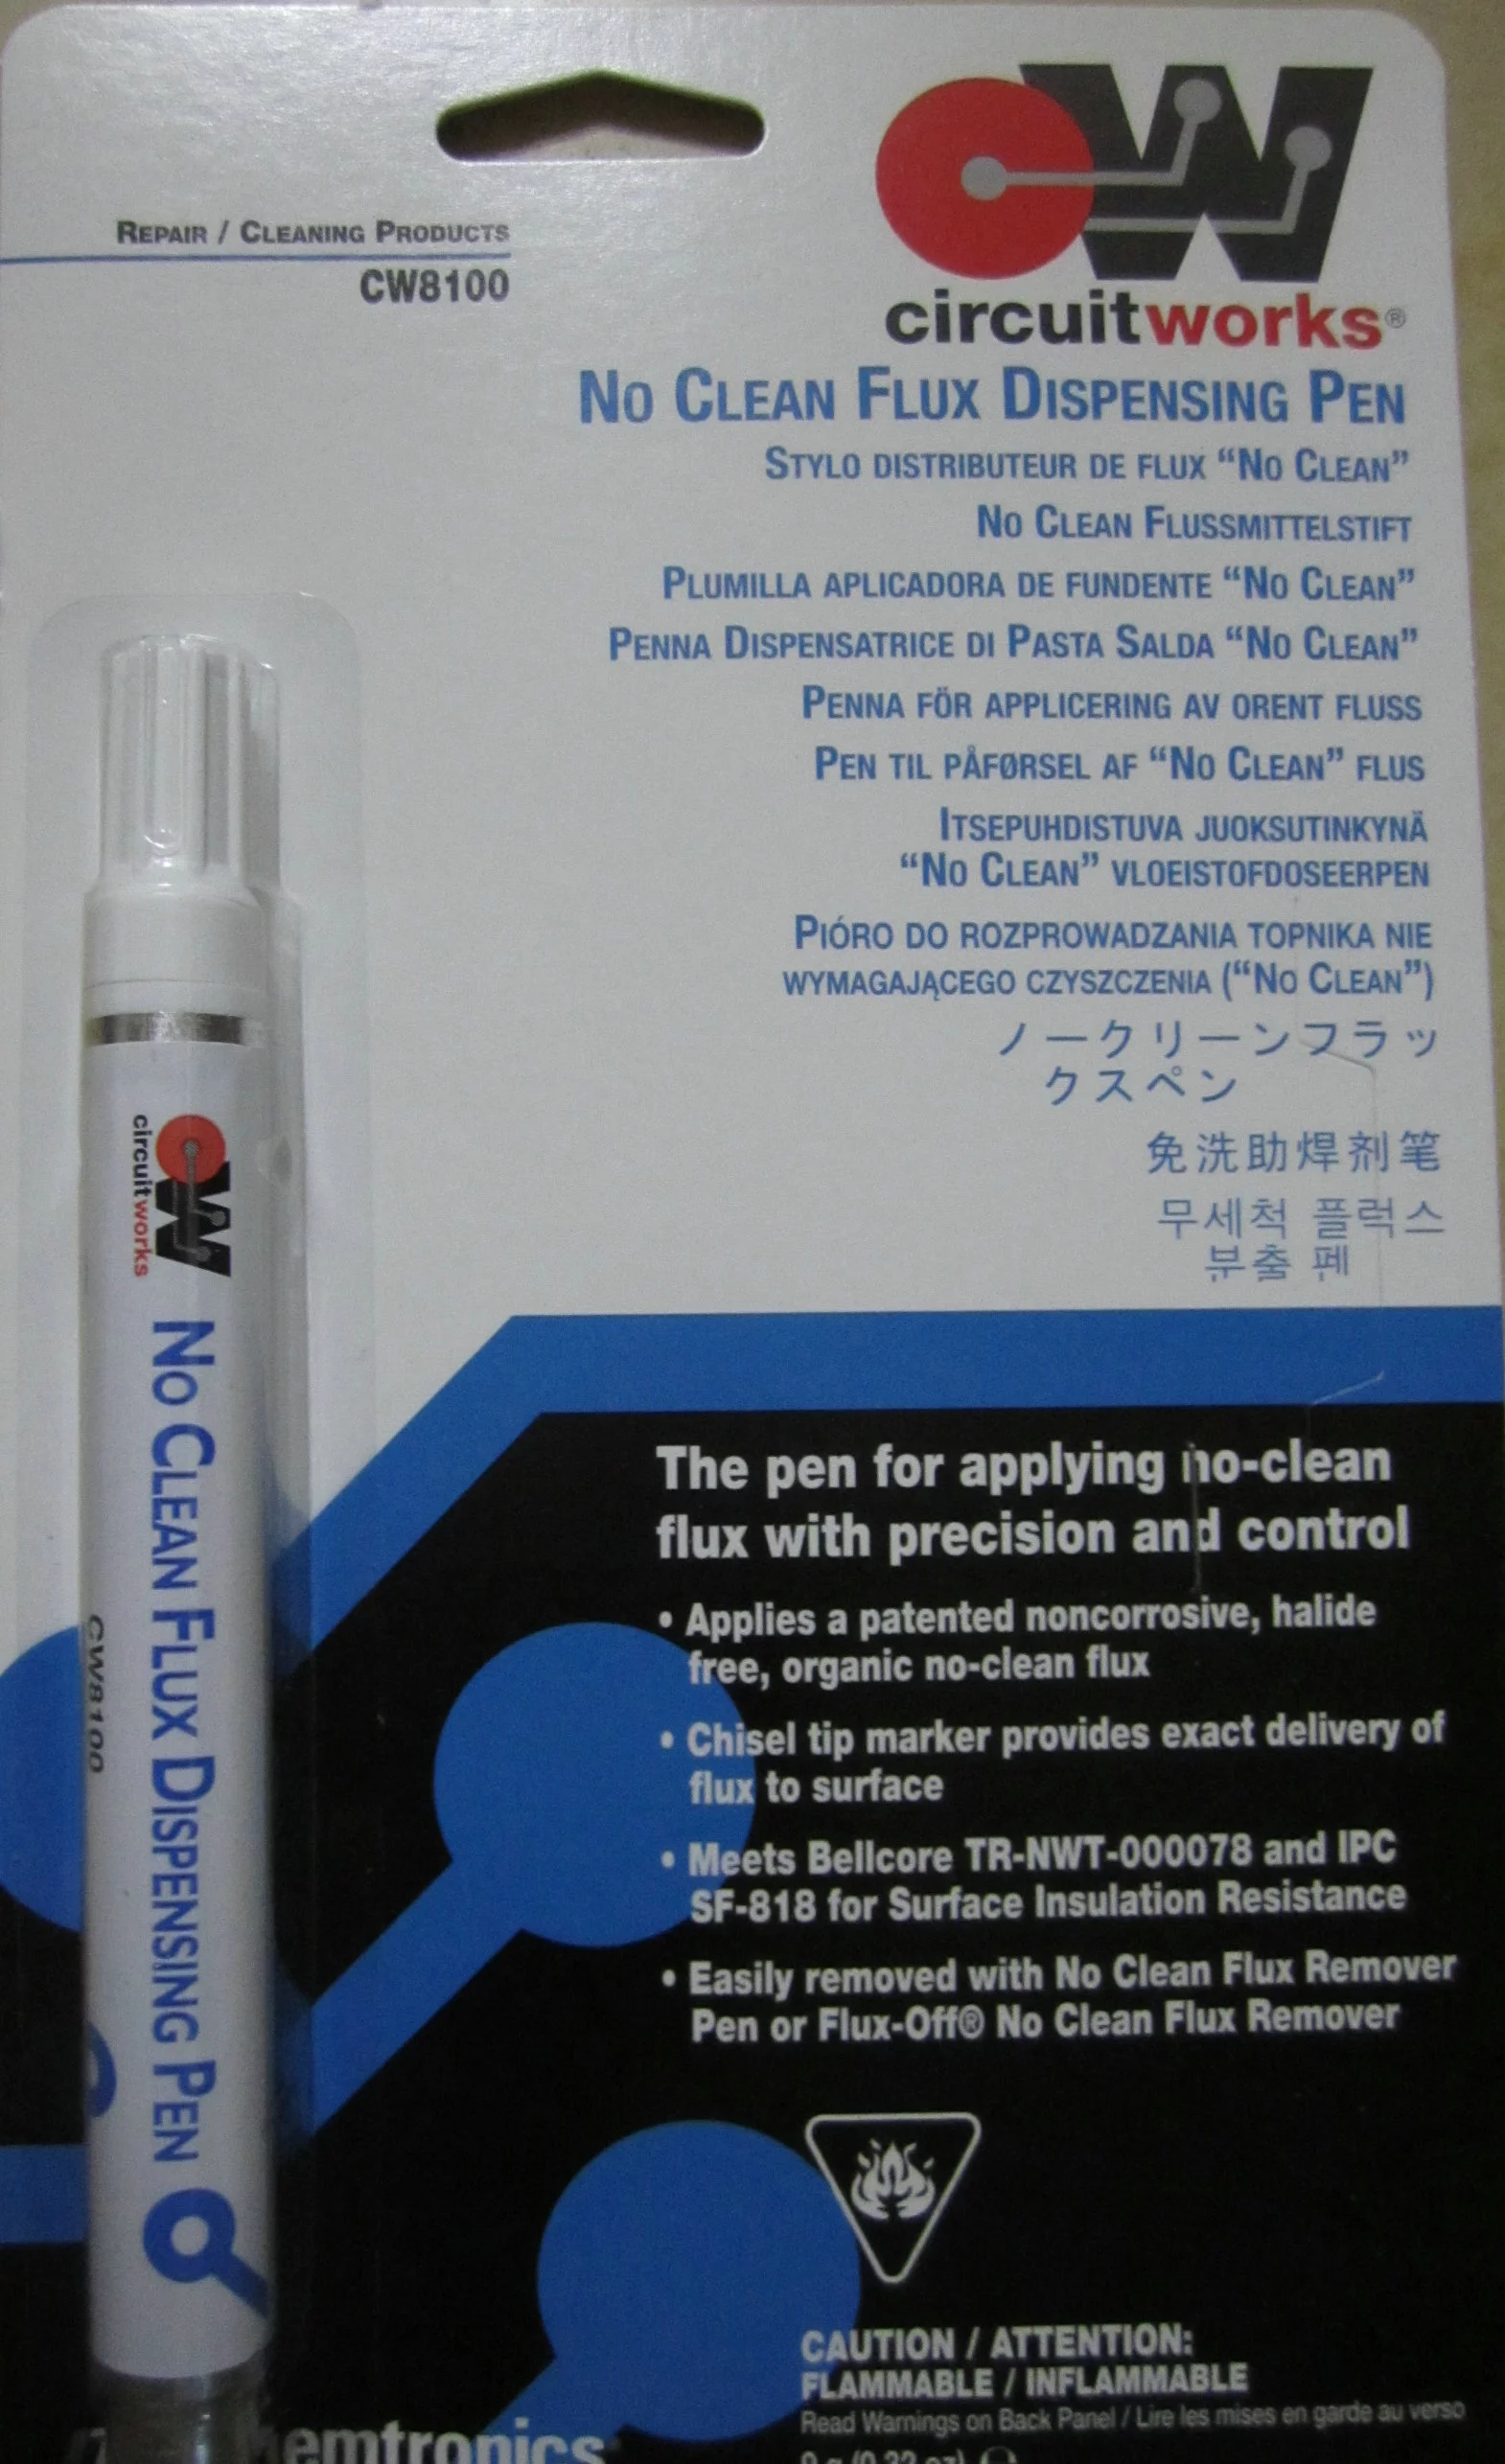 REPAIR / CLEANING PRODUCTS
CW8100
CW
circuitworks®
NO CLEAN FLUX DISPENSING PEN
STYLO DISTRIBUTEUR DE FLUX “NO CLEAN”
NO CLEAN FLUSSMITTELSTIFT
PLUMILLA APLICADORA DE FUNDENTE “NO CLEAN”
PENNA DISPENSATRICE DI PASTA SALDA “NO CLEAN”
PENNA FÖR APPLICERING AV ORENT FLUSS
PEN TIL PÅFØRSEL AF “NO CLEAN” FLUS
ITSEPUHDISTUVA JUOKSUTINKYNÄ
“NO CLEAN” VLOEISTOFDOSEERPEN
PIÓRO DO ROZPROWADZANIA TOPNIKA NIE
WYMAGAJĄCEGO CZYSZCZENIA (“NO CLEAN”)
ノークリーンフラッ
クスペン
免洗助焊剂笔
무세척 플럭스
분출 펜
CW
circuitworks
NO CLEAN FLUX DISPENSING PEN
CW8100
The pen for applying no-clean
flux with precision and control
• Applies a patented noncorrosive, halide
free, organic no-clean flux
• Chisel tip marker provides exact delivery of
flux to surface
• Meets Bellcore TR-NWT-000078 and IPC
SF-818 for Surface Insulation Resistance
• Easily removed with No Clean Flux Remover
Pen or Flux-Off® No Clean Flux Remover
CAUTION / ATTENTION:
FLAMMABLE / INFLAMMABLE
Read Warnings on Back Panel / Lire les mises en garde au verso
9 g (0.32 oz)